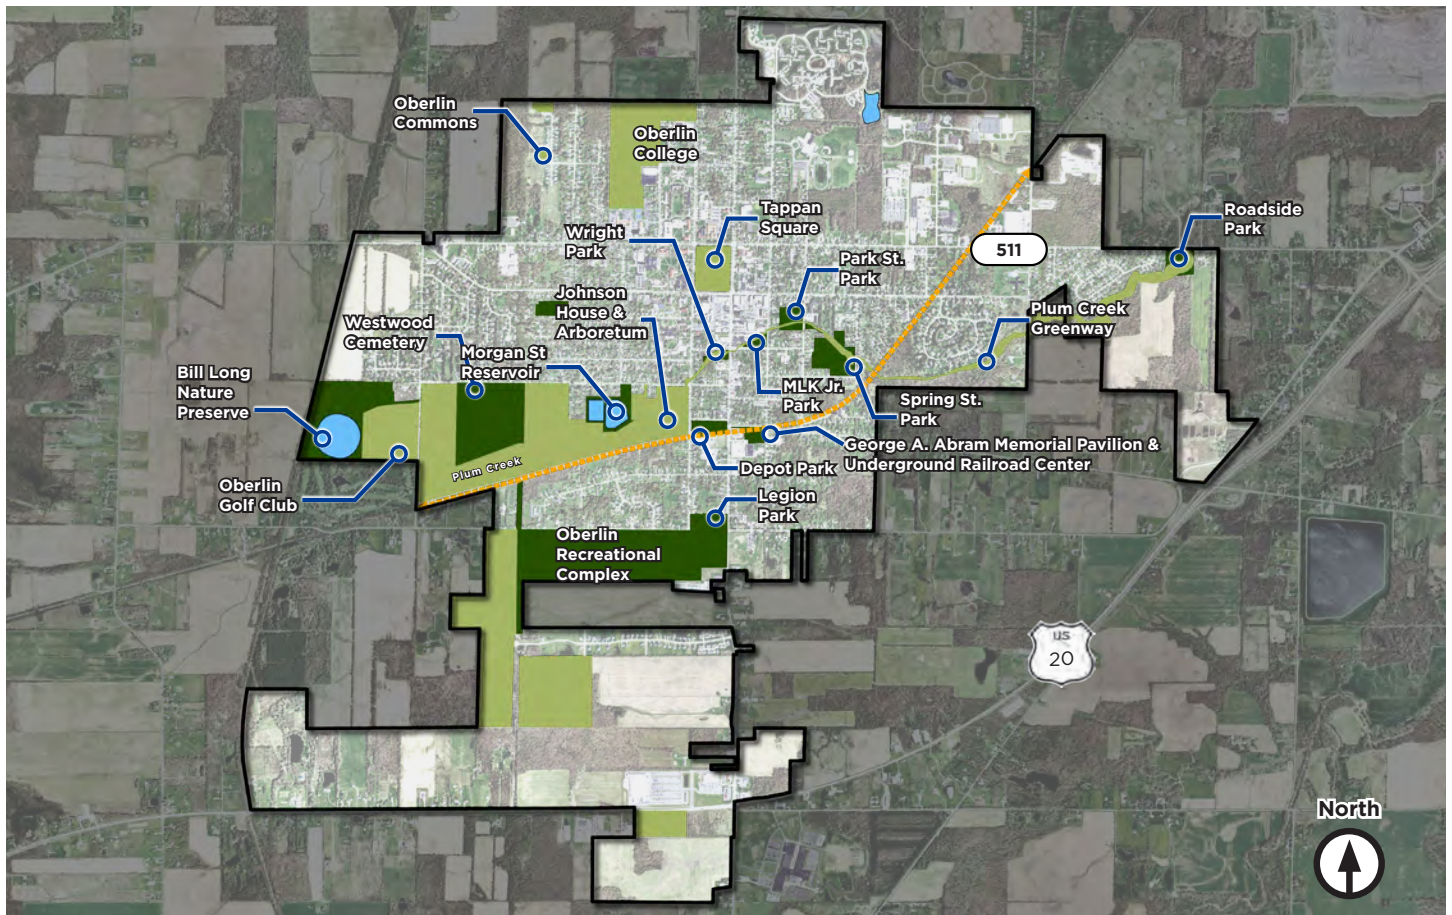 Oberlin
Commons
Oberlin
College
Tappan
Square
Roadside
Park
Wright
Park
511
Park St.
Park
Johnson
House &
Arboretum
Plum Creek
Greenway
Westwood
Cemetery
Morgan St
Reservoir
Bill Long
Nature
Preserve
MLK Jr.
Park
Spring St.
Park
George A. Abram Memorial Pavilion &
Underground Railroad Center
Plum Creek
Depot Park
Oberlin
Golf Club
Legion
Park
Oberlin
Recreational
Complex
US
20
North